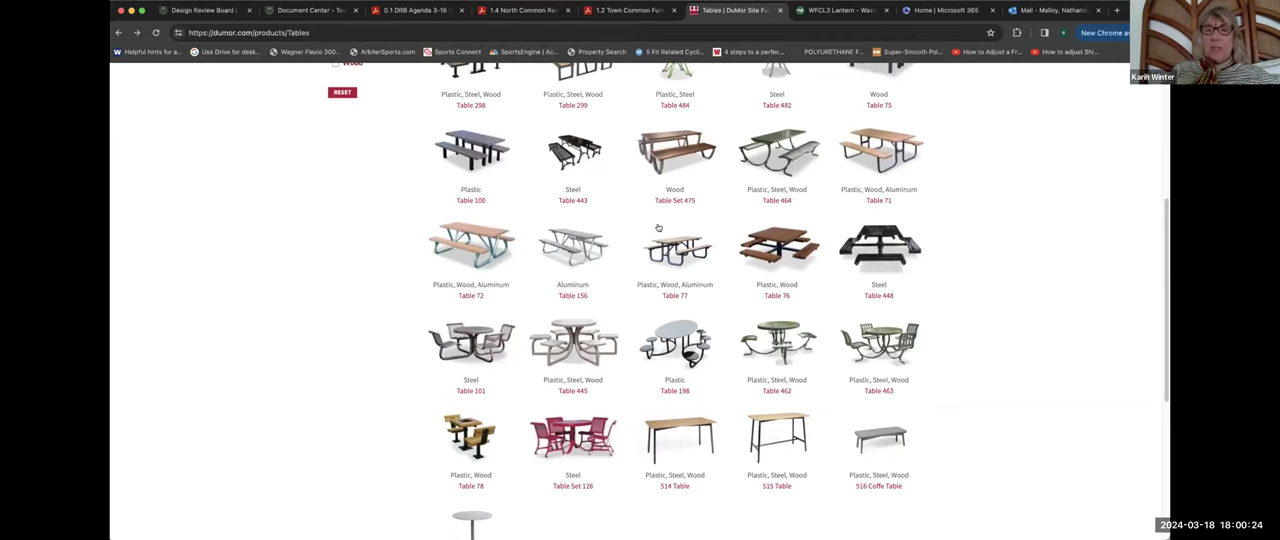 Design Review Board |
Document Center - Tow
0.1 DRB Agenda 3-18-
1.4 North Common Re
1.2 Town Common Fur
Tables | DuMor Site Fu
WFCL3 Lantern - Was
Home | Microsoft 365
Mail - Malloy, Nathanie
https://dumor.com/products/Tables
New Chrome av
Helpful hints for a...
Use Drive for desk...
Wagner Flexio 3000...
ArbiterSports.com
Sports Connect
SportsEngine | Ac...
Property Search
5 Fit Related Cycli...
4 steps to a perfec...
POLYURETHANE F...
Super-Smooth Pol...
How to Adjust a Fr...
How to adjust Shi...
Karin Winter
Wood
RESET
Plastic, Steel, Wood
Table 298
Plastic, Steel, Wood
Table 299
Plastic, Steel
Table 484
Steel
Table 482
Wood
Table 75
Plastic
Table 100
Steel
Table 443
Wood
Table Set 475
Plastic, Steel, Wood
Table 464
Plastic, Wood, Aluminum
Table 71
Plastic, Wood, Aluminum
Table 72
Aluminum
Table 156
Plastic, Wood, Aluminum
Table 77
Plastic, Wood
Table 76
Steel
Table 448
Steel
Table 101
Plastic, Steel, Wood
Table 445
Plastic
Table 198
Plastic, Steel, Wood
Table 462
Plastic, Steel, Wood
Table 463
Plastic, Wood
Table 78
Steel
Table Set 126
Plastic, Steel, Wood
514 Table
Plastic, Steel, Wood
515 Table
Plastic, Steel, Wood
516 Coffe Table
2024-03-18 18:00:24